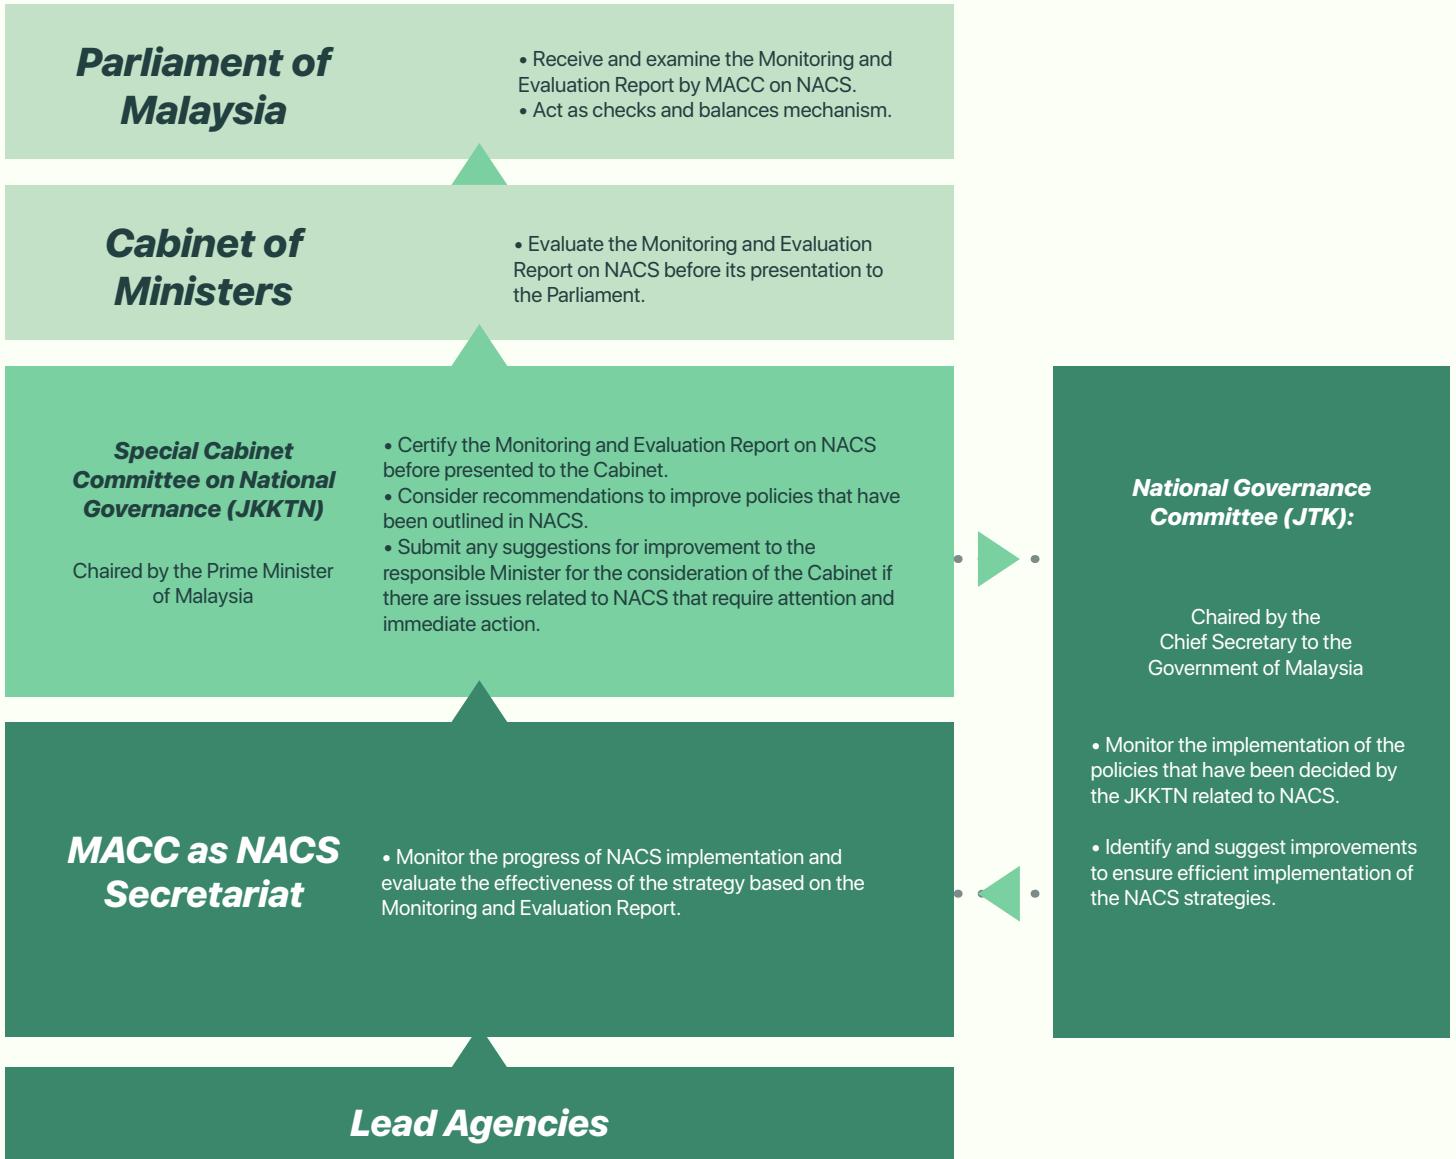 Parliament of
Malaysia
• Receive and examine the Monitoring and
Evaluation Report by MACC on NACS.
• Act as checks and balances mechanism.
Cabinet of
Ministers
• Evaluate the Monitoring and Evaluation
Report on NACS before its presentation to
the Parliament.
Special Cabinet
Committee on National
Governance (JKKTN)
Chaired by the Prime Minister
of Malaysia
• Certify the Monitoring and Evaluation Report on NACS
before presented to the Cabinet.
• Consider recommendations to improve policies that have
been outlined in NACS.
• Submit any suggestions for improvement to the
responsible Minister for the consideration of the Cabinet if
there are issues related to NACS that require attention and
immediate action.
National Governance
Committee (JTK):
Chaired by the
Chief Secretary to the
Government of Malaysia
• Monitor the implementation of the
policies that have been decided by
the JKKTN related to NACS.
• Identify and suggest improvements
to ensure efficient implementation of
the NACS strategies.
MACC as NACS
Secretariat
• Monitor the progress of NACS implementation and
evaluate the effectiveness of the strategy based on the
Monitoring and Evaluation Report.
Lead Agencies